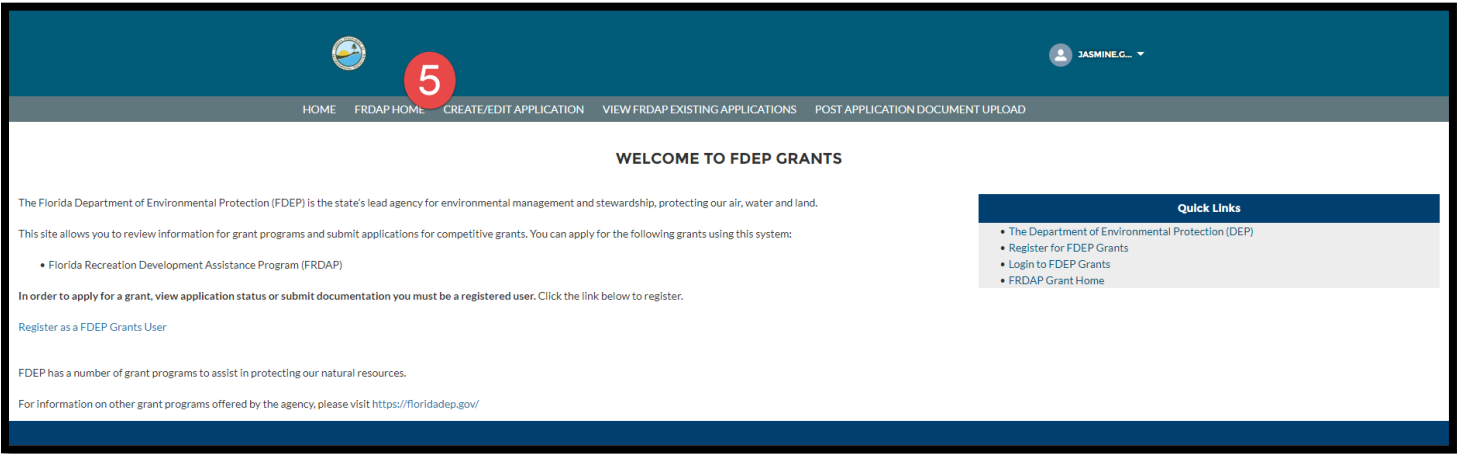 JASMINE.G...
5
HOME FRDAP HOME CREATE/EDIT APPLICATION VIEW FRDAP EXISTING APPLICATIONS POST APPLICATION DOCUMENT UPLOAD
WELCOME TO FDEP GRANTS
The Florida Department of Environmental Protection (FDEP) is the state's lead agency for environmental management and stewardship, protecting our air, water and land.
This site allows you to review information for grant programs and submit applications for competitive grants. You can apply for the following grants using this system:
• Florida Recreation Development Assistance Program (FRDAP)
In order to apply for a grant, view application status or submit documentation you must be a registered user. Click the link below to register.
Register as a FDEP Grants User
FDEP has a number of grant programs to assist in protecting our natural resources.
For information on other grant programs offered by the agency, please visit https://floridadep.gov/
Quick Links
• The Department of Environmental Protection (DEP)
• Register for FDEP Grants
• Login to FDEP Grants
• FRDAP Grant Home